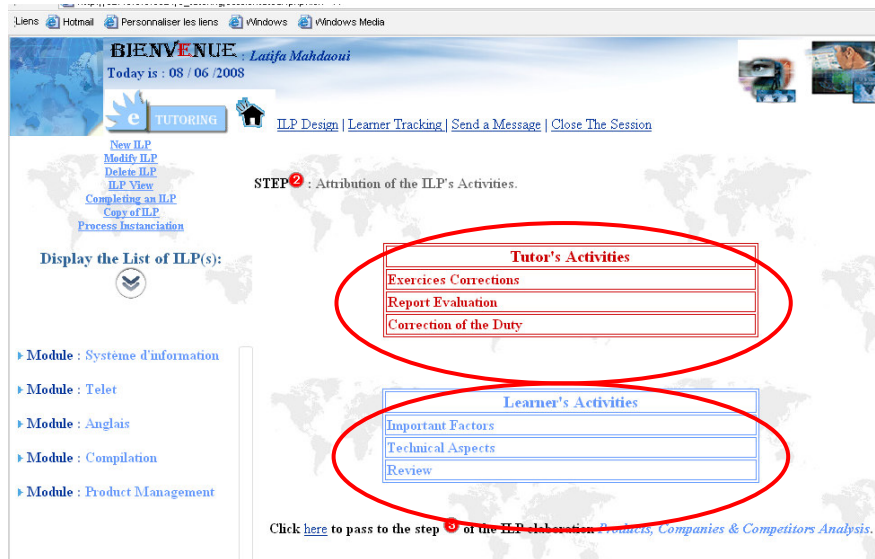 Liens Hotmail Personnaliser les liens Windows Windows Media
BIENVENUE : Latifa Mahdaoui
Today is : 08 / 06 /2008
e TUTORING
ILP Design | Learner Tracking | Send a Message | Close The Session
New ILP
Modify ILP
Delete ILP
ILP View
Completing an ILP
Copy of ILP
Process Instanciation
Display the List of ILP(s):
Module : Système d'information
Module : Telet
Module : Anglais
Module : Compilation
Module : Product Management
STEP 2 : Attribution of the ILP's Activities.
Tutor's Activities
Exercices Corrections
Report Evaluation
Correction of the Duty
Learner's Activities
Important Factors
Technical Aspects
Review
Click here to pass to the step 3 of the ILP elaboration Products, Companies & Competitors Analysis.